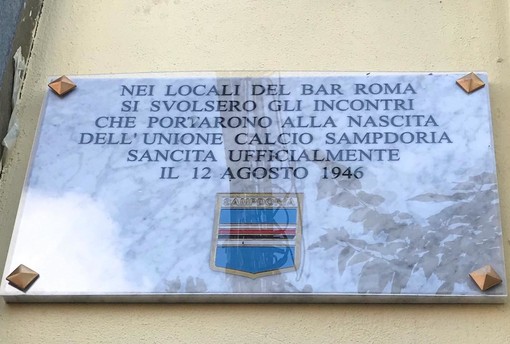 NEI LOCALI DEL BAR ROMA
SI SVOLSERO GLI INCONTRI
CHE PORTARONO ALLA NASCITA
DELL'UNIONE CALCIO SAMPDORIA
SANCITA UFFICIALMENTE
IL 12 AGOSTO 1946
SAMPDORIA